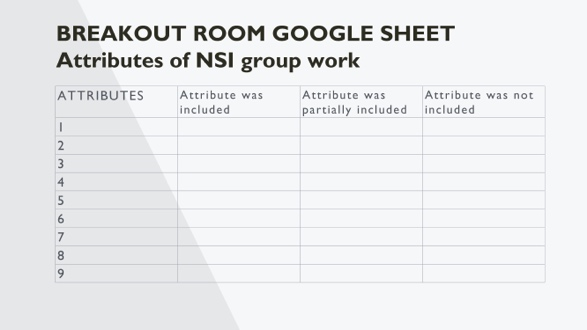 BREAKOUT ROOM GOOGLE SHEET
Attributes of NSI group work
ATTRIBUTES
Attribute was
included
Attribute was
partially included
Attribute was not
included
1
2
3
4
5
6
7
8
9